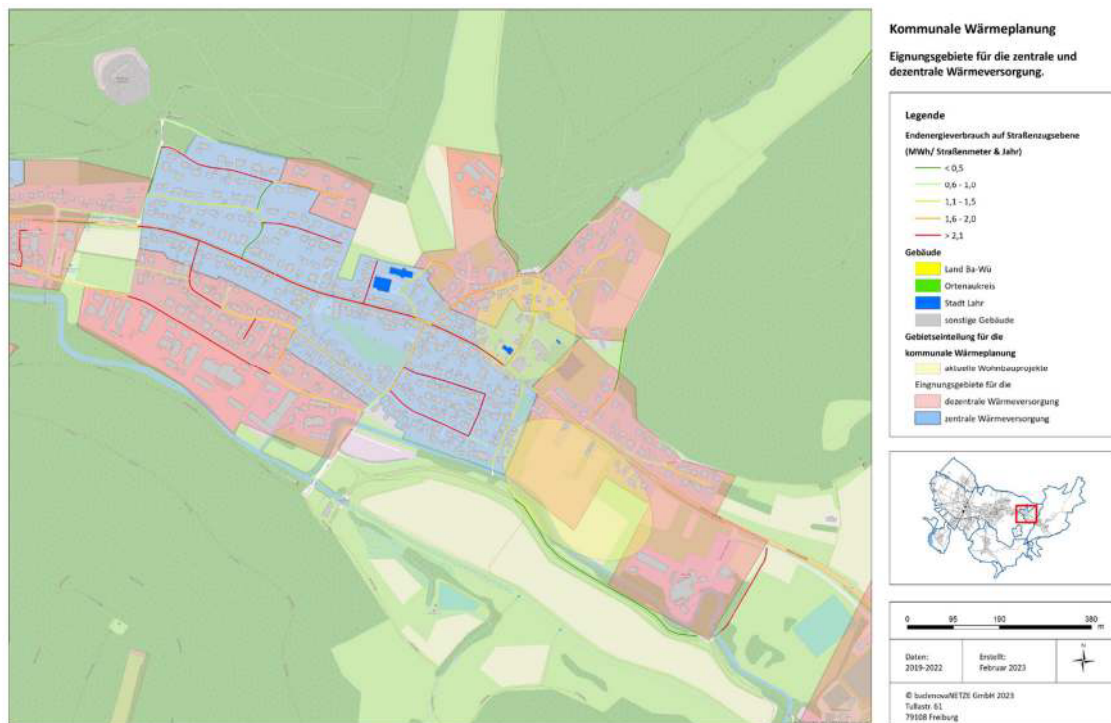 Kommunale Wärmeplanung
Eignungsgebiete für die zentrale und
dezentrale Wärmeversorgung.
Legende
Endenergieverbrauch auf Straßenzugsebene
(MWh/ Straßenmeter & Jahr)
< 0,5
0,6 - 1,0
1,1 - 1,5
1,6 - 2,0
> 2,1
Gebäude
Land Ba-Wü
Ortenaukreis
Stadt Lahr
sonstige Gebäude
Gebietseinteilung für die
kommunale Wärmeplanung
aktuelle Wohnbauprojekte
Eingnungsgebiete für die
dezentrale Wärmeversorgung
zentrale Wärmeversorgung
0 95 190 380
m
Daten:
2019-2022
Erstellt:
Februar 2023
N
© badenovaNETZE GmbH 2023
Tullastr. 61
79108 Freiburg